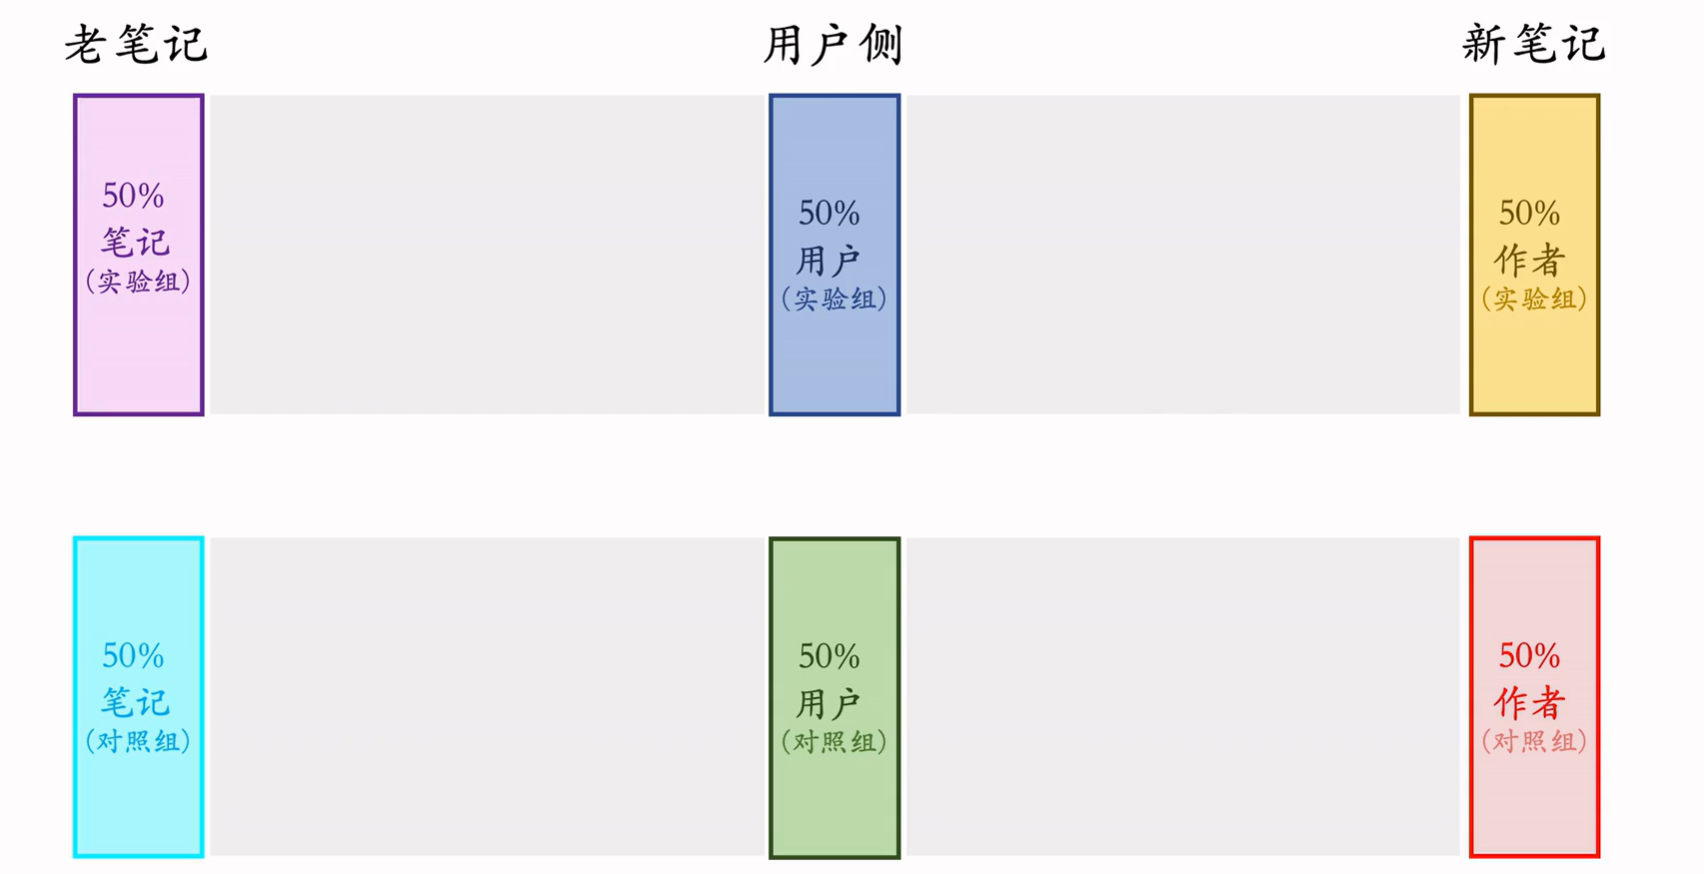 老笔记
用户侧
新笔记
50%
笔记
(实验组)
50%
用户
(实验组)
50%
作者
(实验组)
50%
笔记
(对照组)
50%
用户
(对照组)
50%
作者
(对照组)